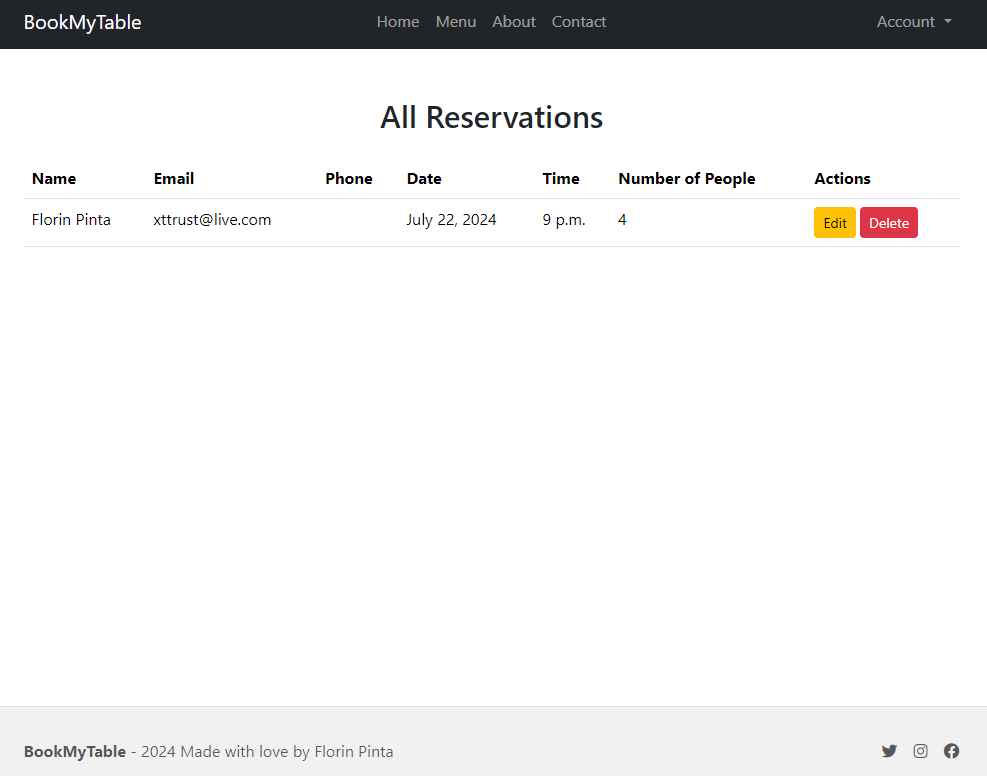 BookMyTable Home Menu About Contact Account
All Reservations
Name Email Phone Date Time Number of People Actions
Florin Pinta xttrust@live.com July 22, 2024 9 p.m. 4 Edit Delete
BookMyTable - 2024 Made with love by Florin Pinta